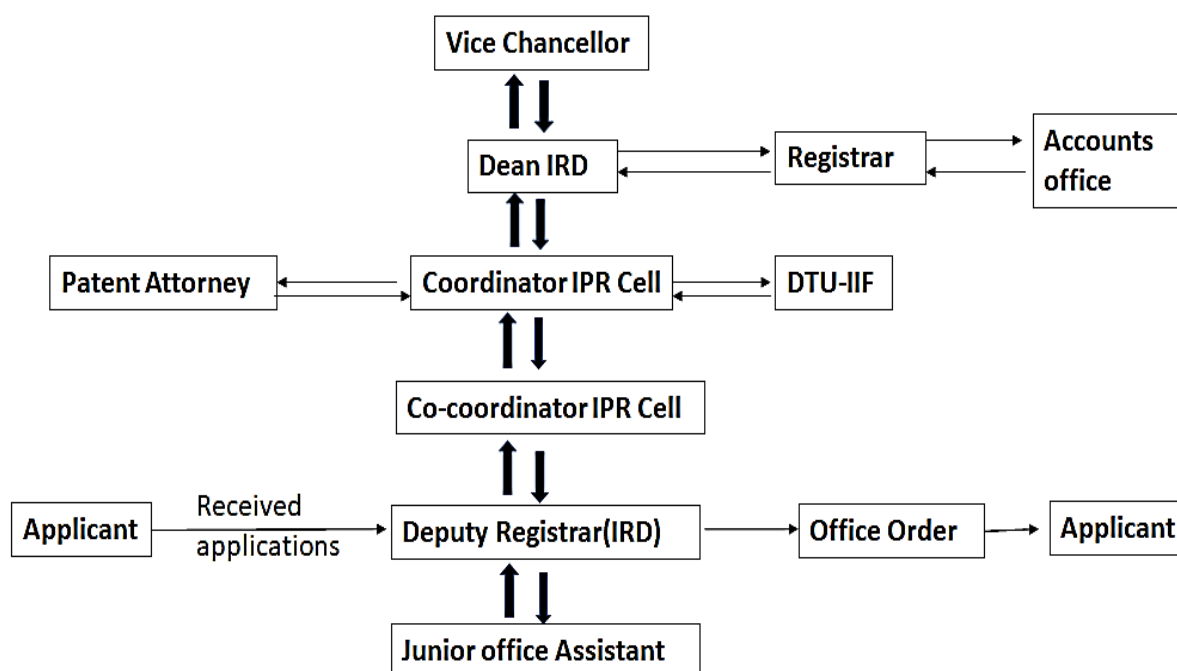 Vice Chancellor
Dean IRD
Registrar
Accounts
office
Patent Attorney
Coordinator IPR Cell
DTU-IIF
Co-coordinator IPR Cell
Applicant
Received
applications
Deputy Registrar(IRD)
Office Order
Applicant
Junior office Assistant